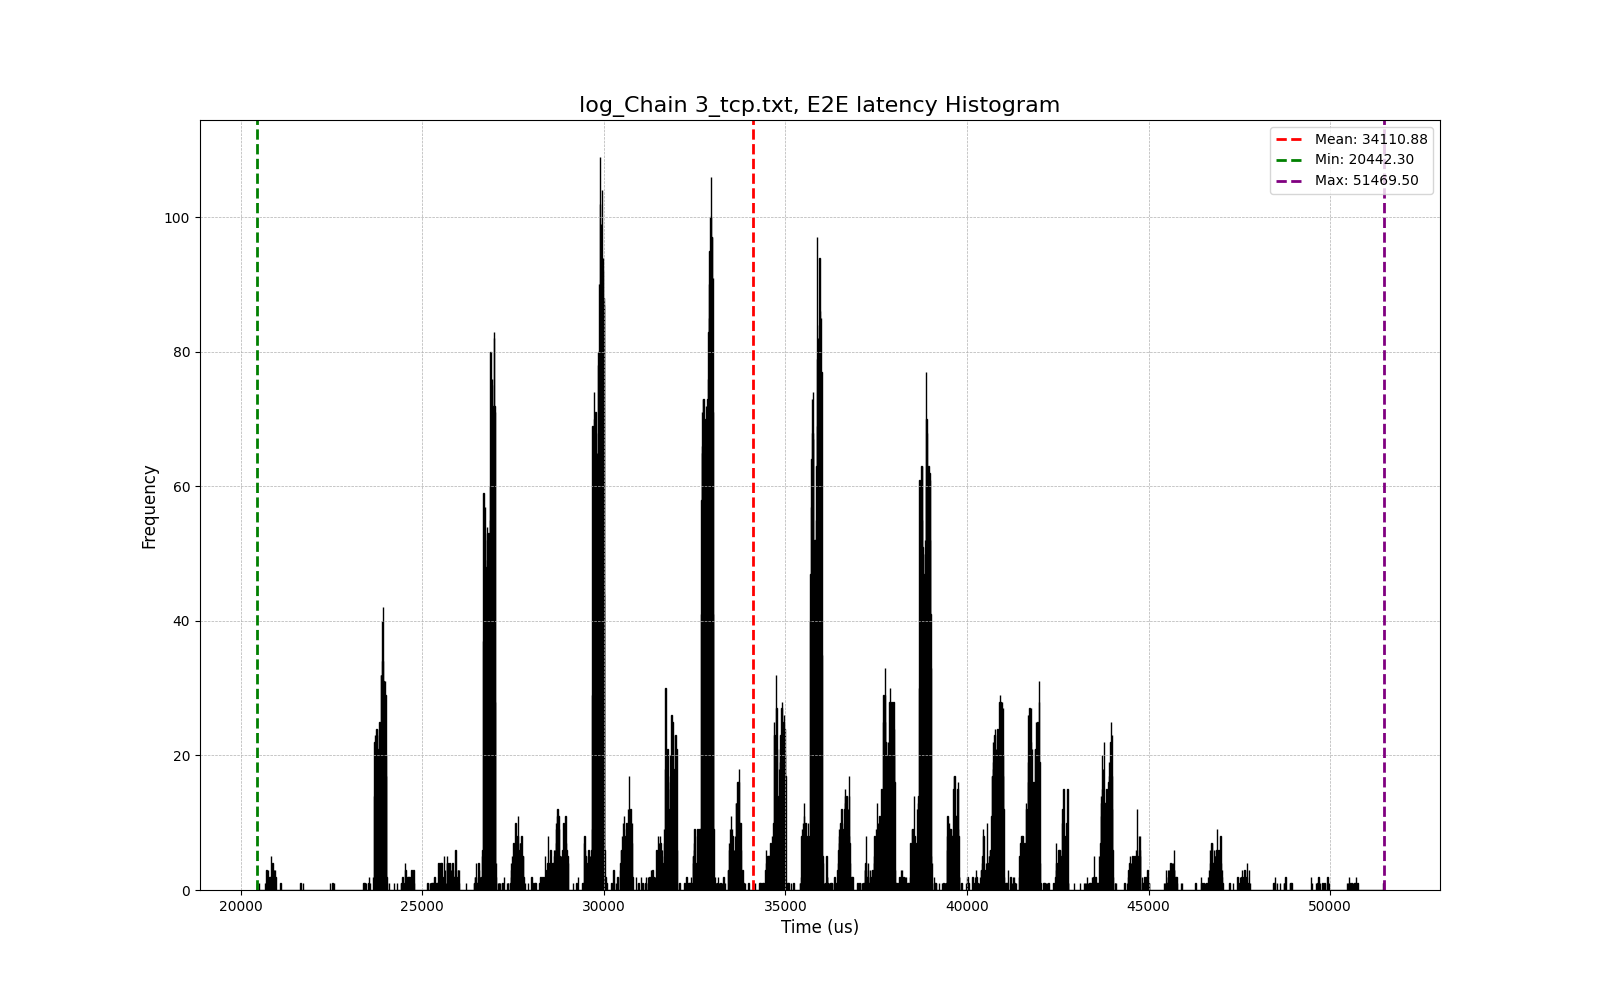 log_Chain 3_tcp.txt, E2E latency Histogram
Mean: 34110.88
Min: 20442.30
Max: 51469.50
Frequency
100
80
60
40
20
0
20000 25000 30000 35000 40000 45000 50000
Time (us)